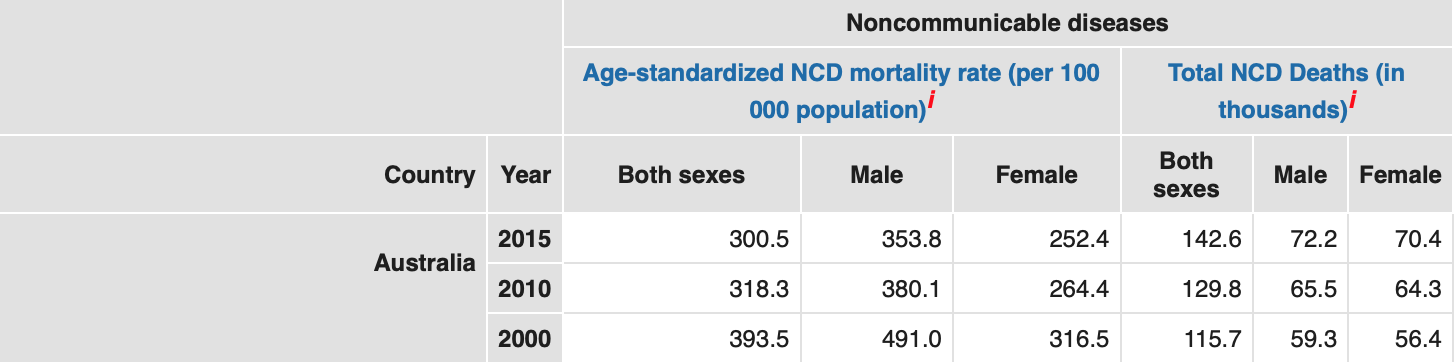 Noncommunicable diseases
Age-standardized NCD mortality rate (per 100
000 population)i
Total NCD Deaths (in
thousands)i
Country Year Both sexes Male Female Both
sexes Male Female
Australia
2015 300.5 353.8 252.4 142.6 72.2 70.4
2010 318.3 380.1 264.4 129.8 65.5 64.3
2000 393.5 491.0 316.5 115.7 59.3 56.4